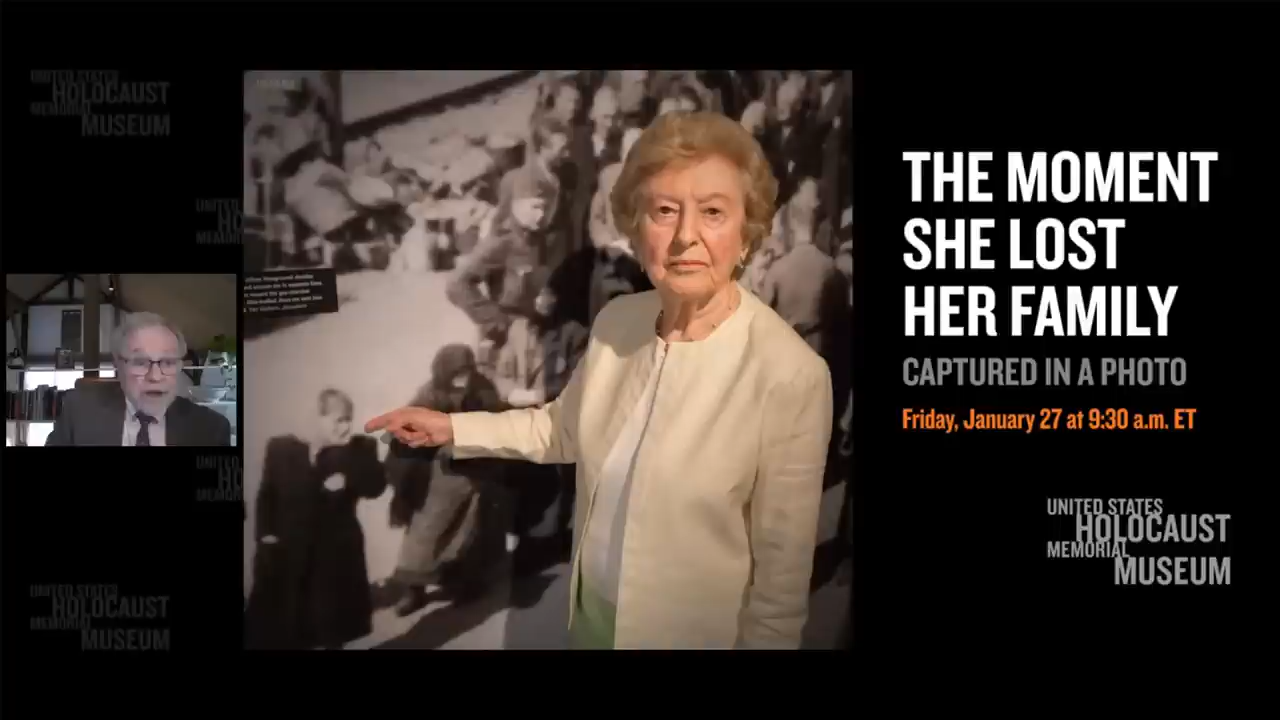 UNITED STATES
HOLOCAUST
MEMORIAL
MUSEUM
THE MOMENT
SHE LOST
HER FAMILY
CAPTURED IN A PHOTO
Friday, January 27 at 9:30 a.m. ET
UNITED STATES
HOLOCAUST
MEMORIAL
MUSEUM
UNITED STATES
HOLOCAUST
MEMORIAL
MUSEUM